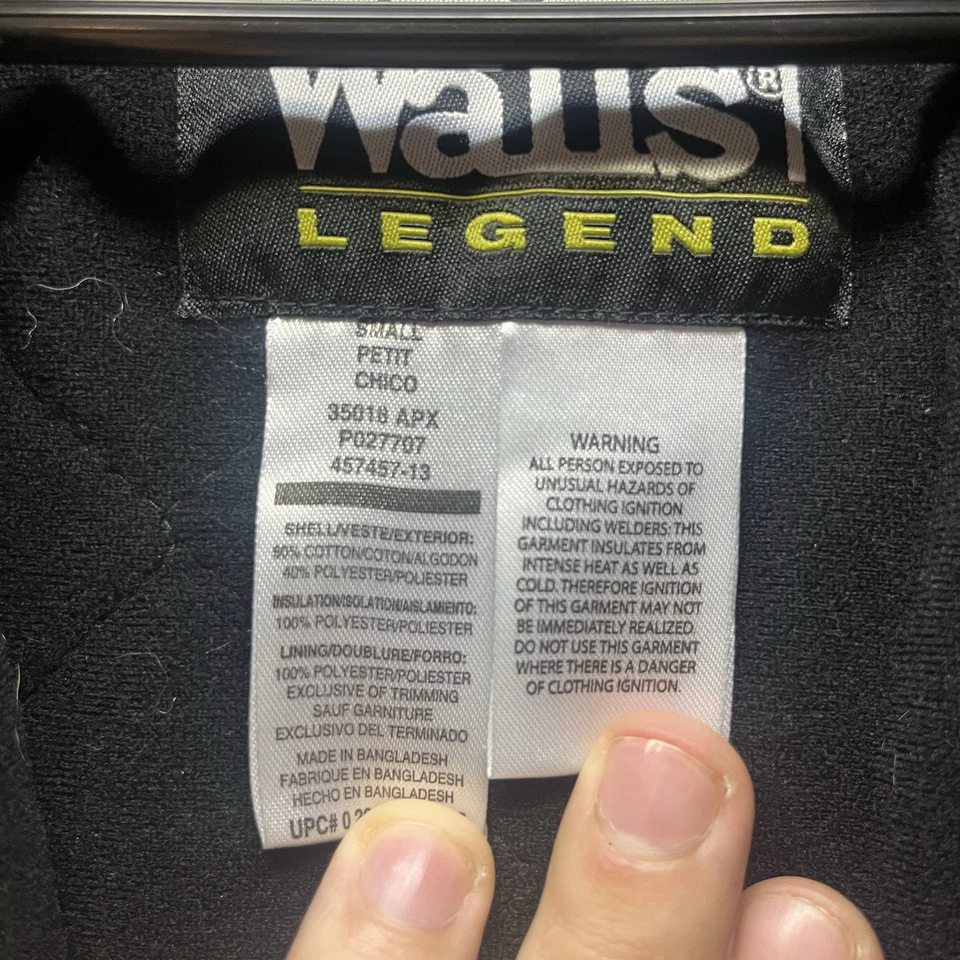 Walls®
LEGEND
SMALL
PETIT
CHICO
35018 APX
P027707
457457-13
SHELL/VESTE/EXTERIOR:
60% COTTON/COTON/ALGODON
40% POLYESTER/POLIESTER
INSULATION/ISOLATION/AISLAMIENTO:
100% POLYESTER/POLIESTER
LINING/DOUBLURE/FORRO:
100% POLYESTER/POLIESTER
EXCLUSIVE OF TRIMMING
SAUF GARNITURE
EXCLUSIVO DEL TERMINADO
MADE IN BANGLADESH
FABRIQUE EN BANGLADESH
HECHO EN BANGLADESH
UPC# 0
WARNING
ALL PERSON EXPOSED TO
UNUSUAL HAZARDS OF
CLOTHING IGNITION
INCLUDING WELDERS: THIS
GARMENT INSULATES FROM
INTENSE HEAT AS WELL AS
COLD. THEREFORE IGNITION
OF THIS GARMENT MAY NOT
BE IMMEDIATELY REALIZED
DO NOT USE THIS GARMENT
WHERE THERE IS A DANGER
OF CLOTHING IGNITION.